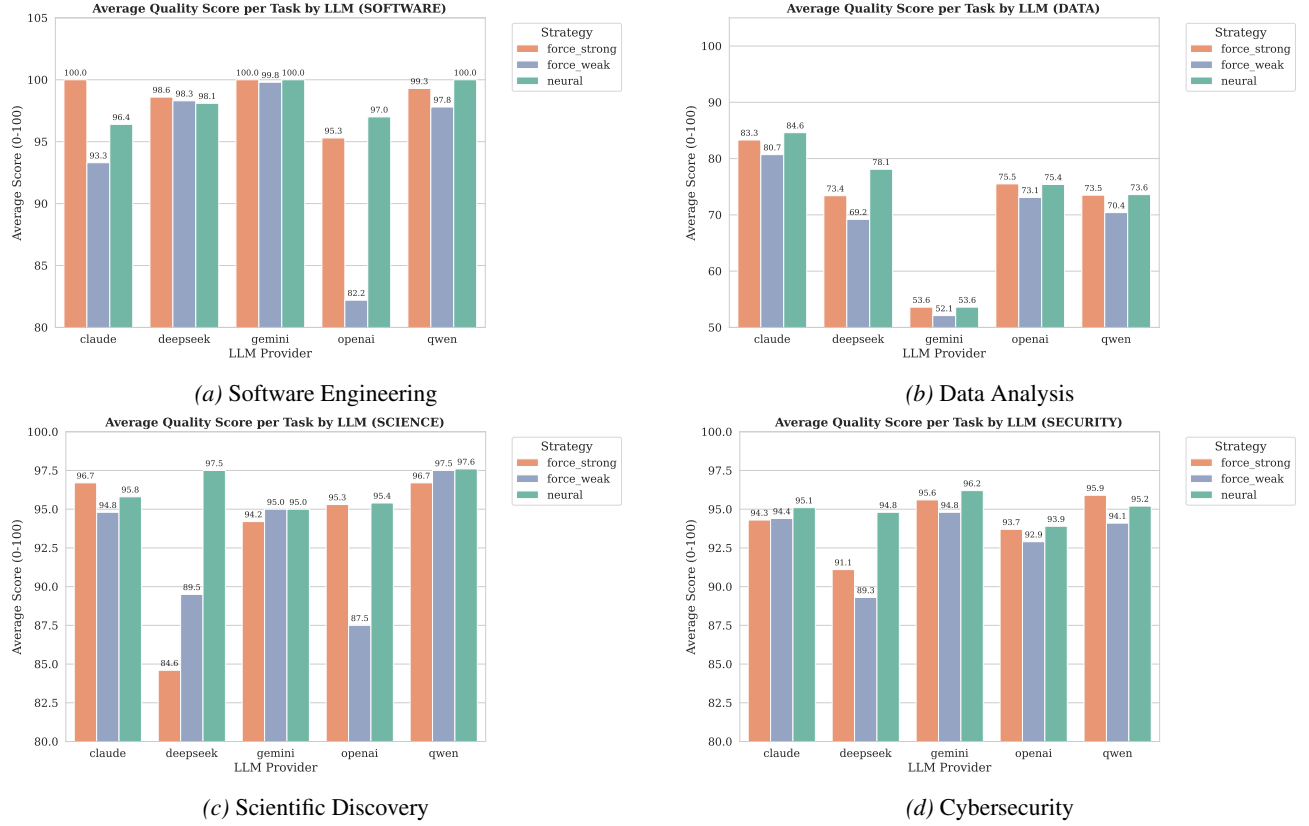 Average Quality Score per Task by LLM (SOFTWARE)
105
100
95
90
85
80
Average Score (0-100)
100.0
93.3
96.4
98.6
98.3
98.1
100.0
99.8
100.0
95.3
82.2
97.0
99.3
97.8
100.0
claude
deepseek
gemini
openai
qwen
LLM Provider
Strategy
force_strong
force_weak
neural
(a) Software Engineering
Average Quality Score per Task by LLM (DATA)
100
90
80
70
60
50
Average Score (0-100)
83.3
80.7
84.6
73.4
69.2
78.1
53.6
52.1
53.6
75.5
73.1
75.4
73.5
70.4
73.6
claude
deepseek
gemini
openai
qwen
LLM Provider
Strategy
force_strong
force_weak
neural
(b) Data Analysis
Average Quality Score per Task by LLM (SCIENCE)
100.0
97.5
95.0
92.5
90.0
87.5
85.0
82.5
80.0
Average Score (0-100)
96.7
94.8
95.8
84.6
89.5
97.5
94.2
95.0
95.0
95.3
87.5
95.4
96.7
97.5
97.6
claude
deepseek
gemini
openai
qwen
LLM Provider
Strategy
force_strong
force_weak
neural
(c) Scientific Discovery
Average Quality Score per Task by LLM (SECURITY)
100.0
97.5
95.0
92.5
90.0
87.5
85.0
82.5
80.0
Average Score (0-100)
94.3
94.4
95.1
91.1
89.3
94.8
95.6
94.8
96.2
93.7
92.9
93.9
95.9
94.1
95.2
claude
deepseek
gemini
openai
qwen
LLM Provider
Strategy
force_strong
force_weak
neural
(d) Cybersecurity